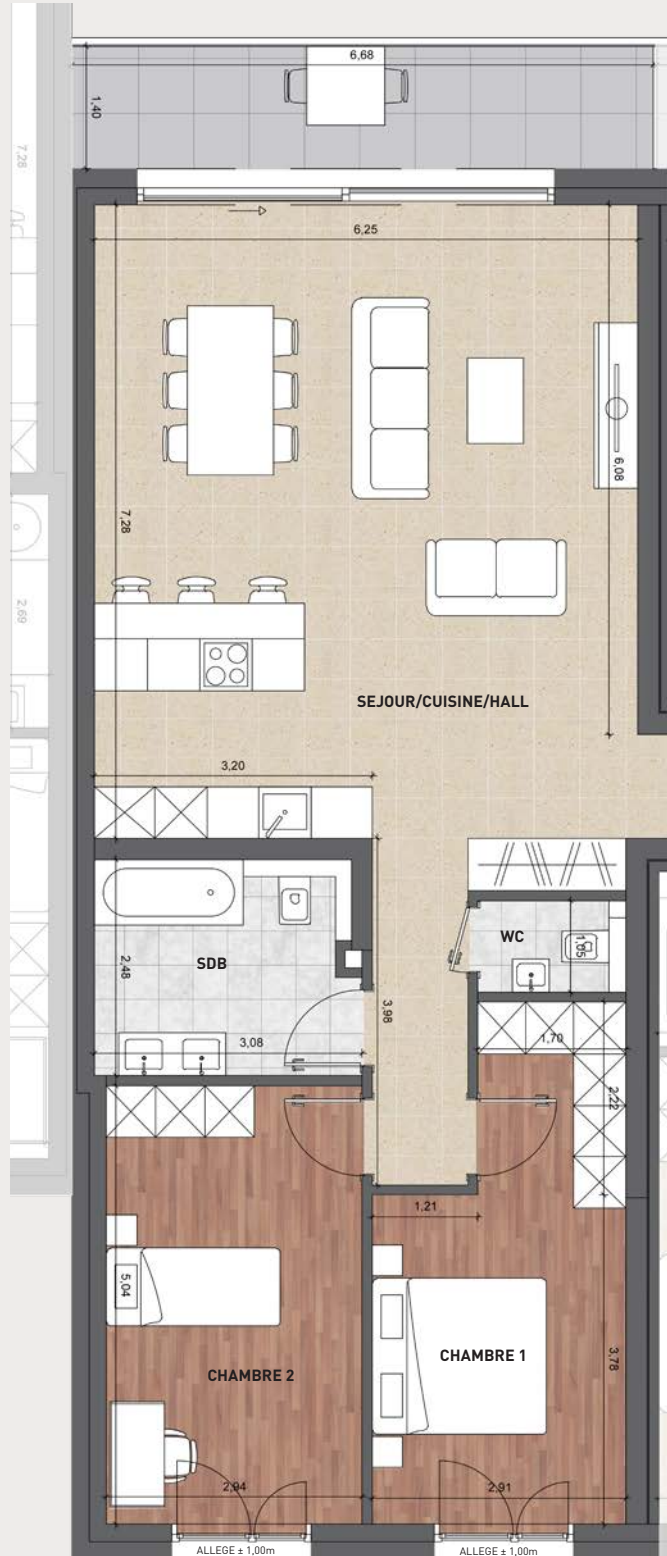 6,68
1,40
7,28
6,25
6,08
7,28
2,69
SEJOUR/CUISINE/HALL
3,20
WC
1,05
SDB
2,48
3,98
3,08
1,70
2,22
1,21
5,04
CHAMBRE 1
3,78
CHAMBRE 2
2,94
2,91
ALLEGE ± 1,00m
ALLEGE ± 1,00m